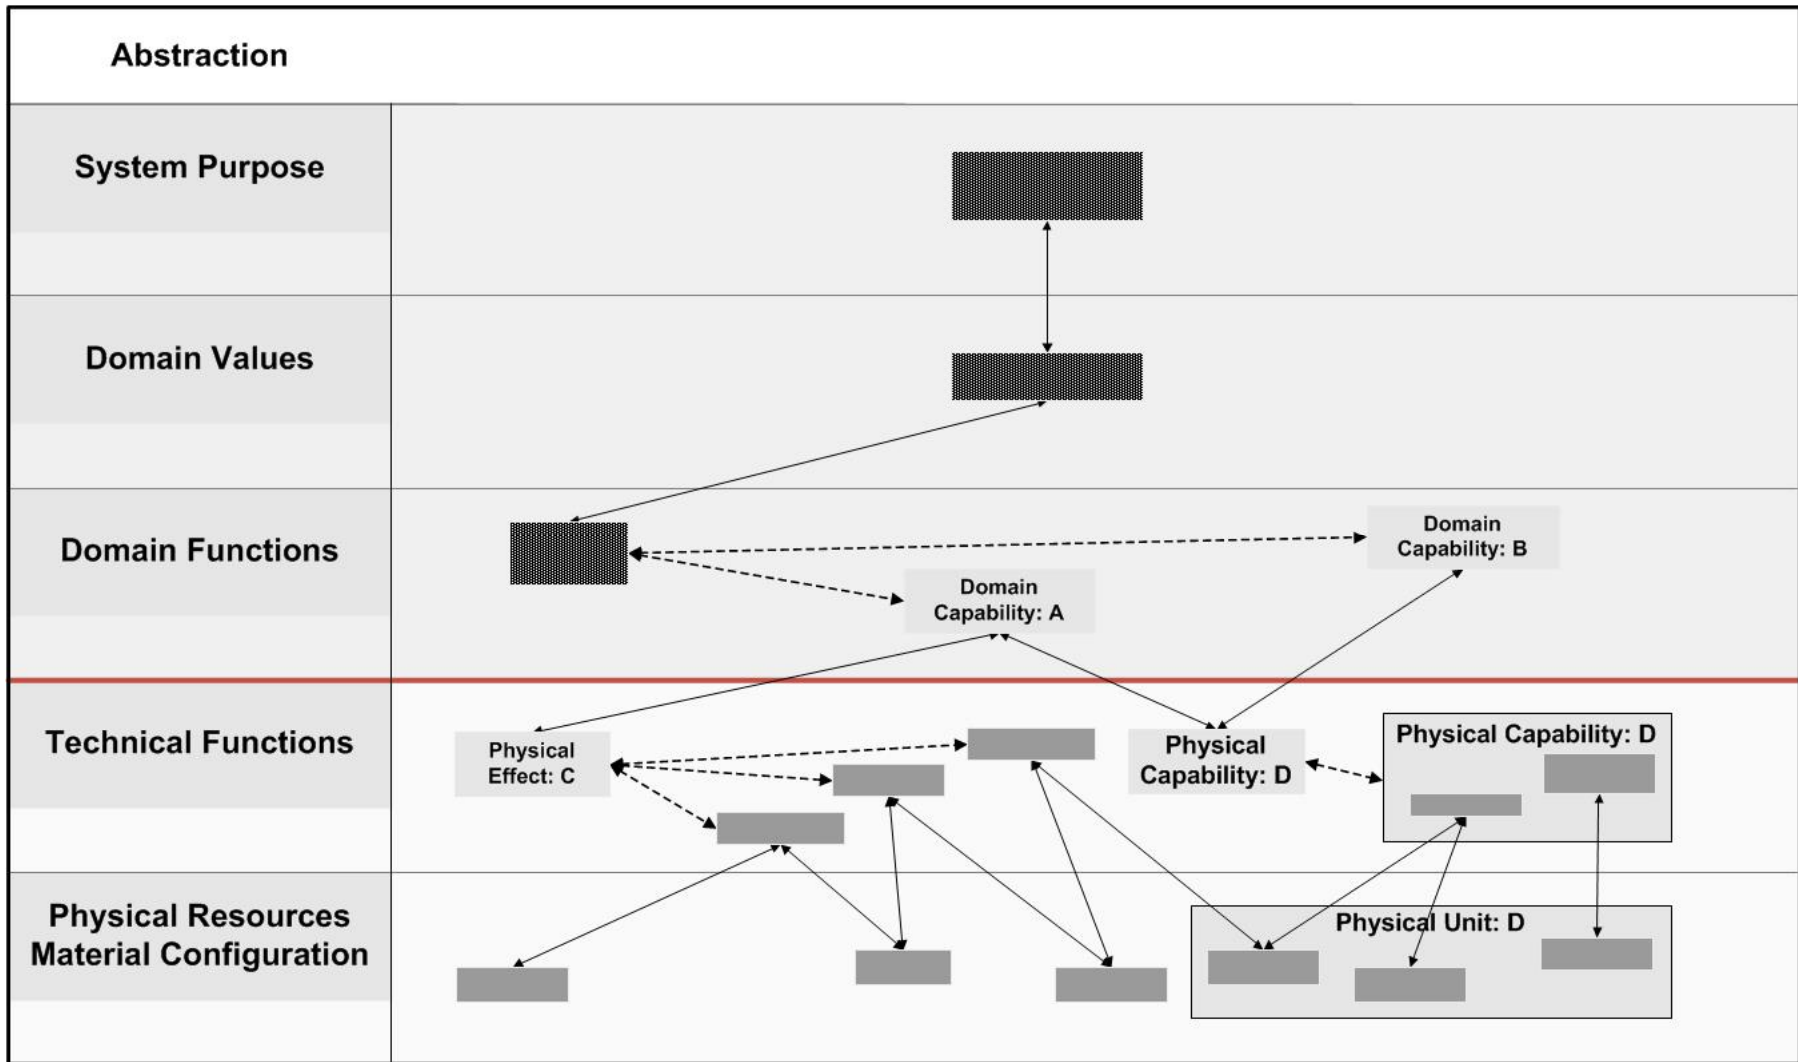 Abstraction
System Purpose
Domain Values
Domain Functions
Domain
Capability: B
Domain
Capability: A
Technical Functions
Physical
Effect: C
Physical
Capability: D
Physical Capability: D
Physical Resources
Material Configuration
Physical Unit: D